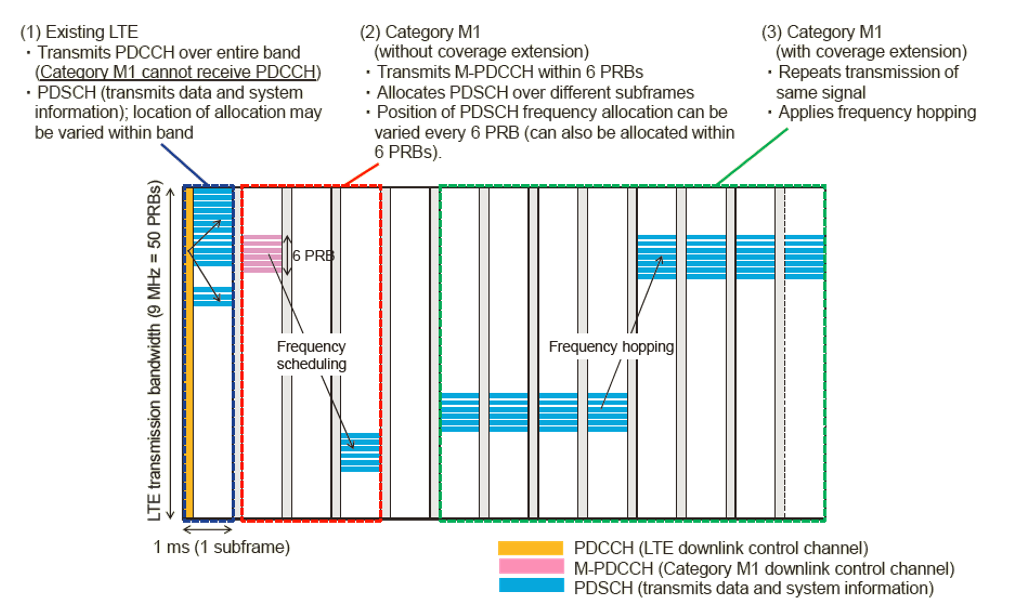 (1) Existing LTE
・Transmits PDCCH over entire band
(Category M1 cannot receive PDCCH)
・PDSCH (transmits data and system
information); location of allocation may
be varied within band
(2) Category M1
(without coverage extension)
・Transmits M-PDCCH within 6 PRBs
・Allocates PDSCH over different subframes
・Position of PDSCH frequency allocation can be
varied every 6 PRB (can also be allocated within
6 PRBs).
(3) Category M1
(with coverage extension)
・Repeats transmission of
same signal
・Applies frequency hopping
LTE transmission bandwidth (9 MHz = 50 PRBs)
6 PRB
Frequency
scheduling
Frequency hopping
1 ms (1 subframe)
PDCCH (LTE downlink control channel)
M-PDCCH (Category M1 downlink control channel)
PDSCH (transmits data and system information)